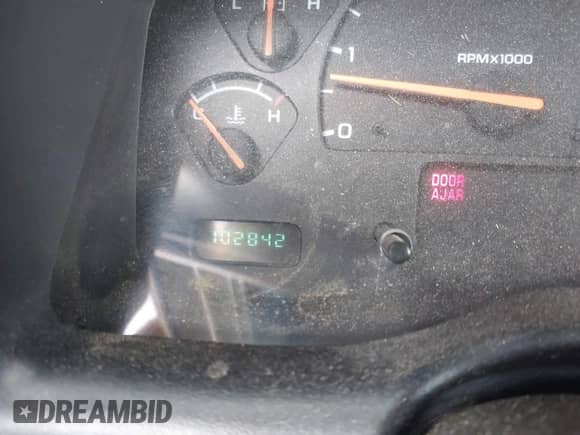 L H
1
RPMX1000
C H
0
DOOR
AJAR
102842
DREAMBID